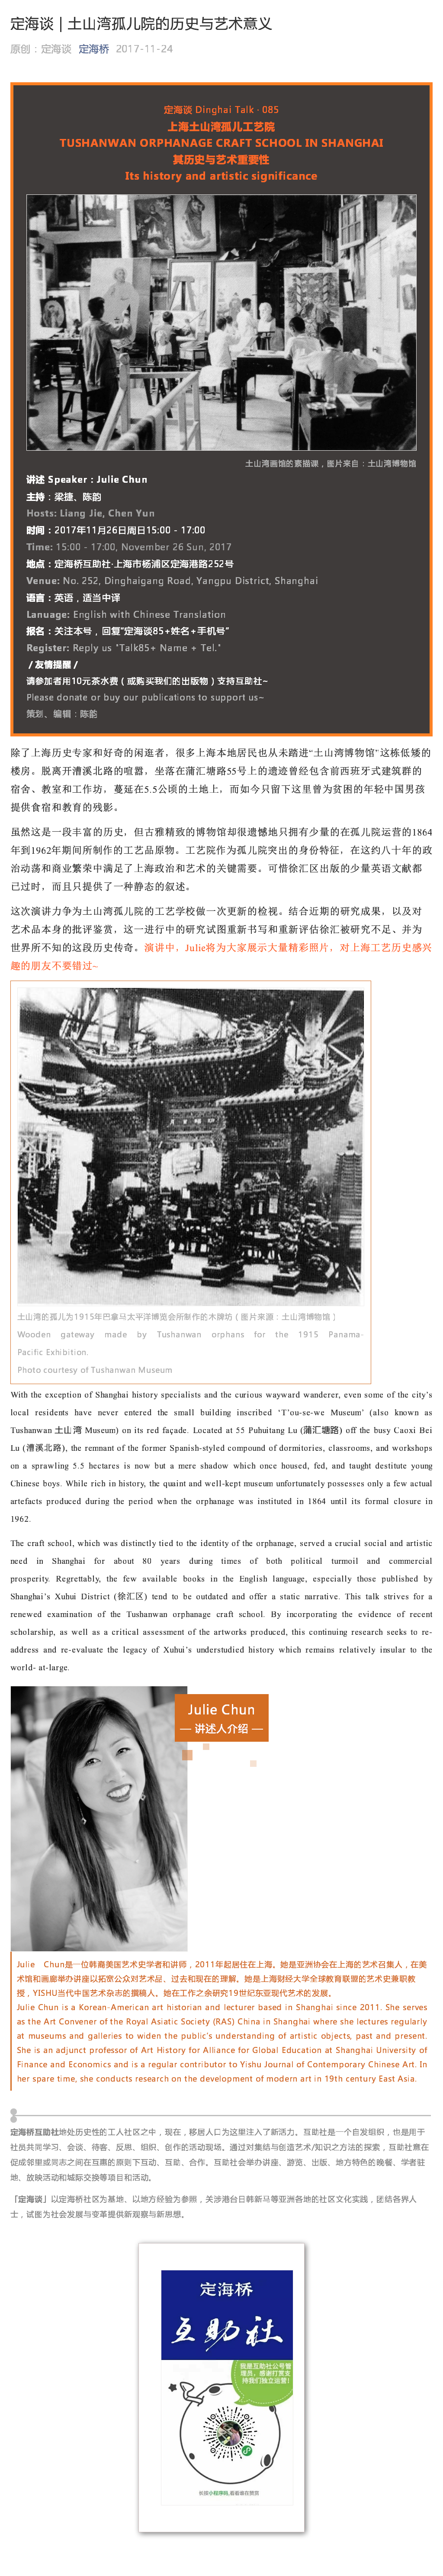 定海谈 | 土山湾孤儿院的历史与艺术意义
原创：定海谈 定海桥 2017-11-24
定海谈 Dinghai Talk · 085
上海土山湾孤儿工艺院
TUSHANWAN ORPHANAGE CRAFT SCHOOL IN SHANGHAI
其历史与艺术重要性
Its history and artistic significance
土山湾画馆的素描课，图片来自：土山湾博物馆
讲述 Speaker：Julie Chun
主持：梁捷、陈韵
Hosts: Liang Jie, Chen Yun
时间：2017年11月26日周日15:00 - 17:00
Time: 15:00 - 17:00, November 26 Sun, 2017
地点：定海桥互助社·上海市杨浦区定海港路252号
Venue: No. 252, Dinghaigang Road, Yangpu District, Shanghai
语言：英语，适当中译
Lanuage: English with Chinese Translation
报名：关注本号，回复“定海谈85+姓名+手机号”
Register: Reply us "Talk85+ Name + Tel."
/ 友情提醒 /
请参加者用10元茶水费（或购买我们的出版物）支持互助社~
Please donate or buy our publications to support us~
策划、编辑：陈韵
除了上海历史专家和好奇的闲逛者，很多上海本地居民也从未踏进“土山湾博物馆”这栋低矮的
楼房。脱离开漕溪北路的喧嚣，坐落在蒲汇塘路55号上的遗迹曾经包含前西班牙式建筑群的
宿舍、教室和工作坊，蔓延在5.5公顷的土地上，而如今只留下这里曾为贫困的年轻中国男孩
提供食宿和教育的残影。
虽然这是一段丰富的历史，但古雅精致的博物馆却很遗憾地只拥有少量的在孤儿院运营的1864
年到1962年期间所制作的工艺品原物。工艺院作为孤儿院突出的身份特征，在这约八十年的政
治动荡和商业繁荣中满足了上海政治和艺术的关键需要。可惜徐汇区出版的少量英语文献都
已过时，而且只提供了一种静态的叙述。
这次演讲力争为土山湾孤儿院的工艺学校做一次更新的检视。结合近期的研究成果，以及对
艺术品本身的批评鉴赏，这一进行中的研究试图重新书写和重新评估徐汇被研究不足、并为
世界所不知的这段历史传奇。演讲中，Julie将为大家展示大量精彩照片，对上海工艺历史感兴
趣的朋友不要错过~
土山湾的孤儿为1915年巴拿马太平洋博览会所制作的木牌坊（图片来源：土山湾博物馆）
Wooden gateway made by Tushanwan orphans for the 1915 Panama-
Pacific Exhibition.
Photo courtesy of Tushanwan Museum
With the exception of Shanghai history specialists and the curious wayward wanderer, even some of the city’s
local residents have never entered the small building inscribed ‘T’ou-se-we Museum’ (also known as
Tushanwan 土山湾 Museum) on its red façade. Located at 55 Puhuitang Lu (蒲汇塘路) off the busy Caoxi Bei
Lu (漕溪北路), the remnant of the former Spanish-styled compound of dormitories, classrooms, and workshops
on a sprawling 5.5 hectares is now but a mere shadow which once housed, fed, and taught destitute young
Chinese boys. While rich in history, the quaint and well-kept museum unfortunately possesses only a few actual
artefacts produced during the period when the orphanage was instituted in 1864 until its formal closure in
1962.
The craft school, which was distinctly tied to the identity of the orphanage, served a crucial social and artistic
need in Shanghai for about 80 years during times of both political turmoil and commercial
prosperity. Regrettably, the few available books in the English language, especially those published by
Shanghai’s Xuhui District (徐汇区) tend to be outdated and offer a static narrative. This talk strives for a
renewed examination of the Tushanwan orphanage craft school. By incorporating the evidence of recent
scholarship, as well as a critical assessment of the artworks produced, this continuing research seeks to re-
address and re-evaluate the legacy of Xuhui’s understudied history which remains relatively insular to the
world- at-large.
Julie Chun
— 讲述人介绍 —
Julie Chun是一位韩裔美国艺术史学者和讲师，2011年起居住在上海。她是亚洲协会在上海的艺术召集人，在美
术馆和画廊举办讲座以拓宽公众对艺术品、过去和现在的理解。她是上海财经大学全球教育联盟的艺术史兼职教
授，YISHU当代中国艺术杂志的撰稿人。她在工作之余研究19世纪东亚现代艺术的发展。
Julie Chun is a Korean-American art historian and lecturer based in Shanghai since 2011. She serves
as the Art Convener of the Royal Asiatic Society (RAS) China in Shanghai where she lectures regularly
at museums and galleries to widen the public’s understanding of artistic objects, past and present.
She is an adjunct professor of Art History for Alliance for Global Education at Shanghai University of
Finance and Economics and is a regular contributor to Yishu Journal of Contemporary Chinese Art. In
her spare time, she conducts research on the development of modern art in 19th century East Asia.
定海桥互助社地处历史性的工人社区之中，现在，移居人口为这里注入了新活力。互助社是一个自发组织，也是用于
社员共同学习、会谈、待客、反思、组织、创作的活动现场。通过对集结与创造艺术/知识之方法的探索，互助社意在
促成邻里或同志之间在互惠的原则下互动、互助、合作。互助社会举办讲座、游览、出版、地方特色的晚餐、学者驻
地、放映活动和城际交换等项目和活动。
「定海谈」以定海桥社区为基地、以地方经验为参照，关涉港台日韩新马等亚洲各地的社区文化实践，团结各界人
士，试图为社会发展与变革提供新观察与新思想。
定海桥
互助社
我是互助社公号管
理员，感谢打赏支
持我们独立运营！
长按小程序码，看看谁在赞赏